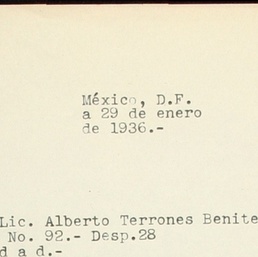 México, D.F.
a 29 de enero
de 1936.-
Lic. Alberto Terrones Benite
No. 92.- Desp.28
d a d.-